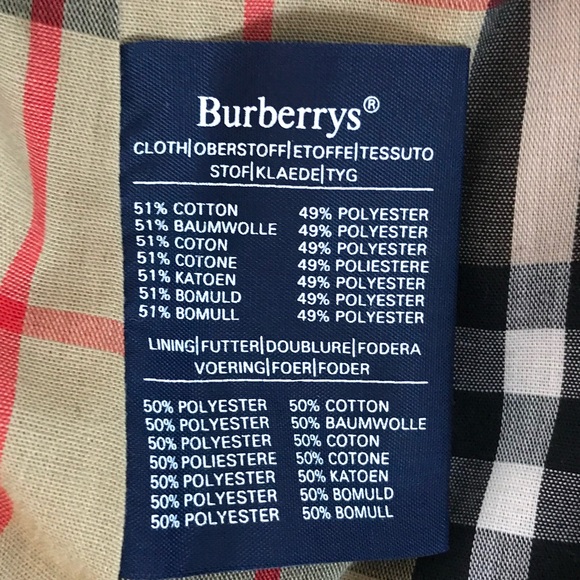 Burberrys®
CLOTH|OBERSTOFF|ETOFFE|TESSUTO
STOF|KLAEDE|TYG
51% COTTON 49% POLYESTER
51% BAUMWOLLE 49% POLYESTER
51% COTON 49% POLYESTER
51% COTONE 49% POLIESTERE
51% KATOEN 49% POLYESTER
51% BOMULD 49% POLYESTER
51% BOMULL 49% POLYESTER
LINING|FUTTER|DOUBLURE|FODERA
VOERING|FOER|FODER
50% POLYESTER 50% COTTON
50% POLYESTER 50% BAUMWOLLE
50% POLYESTER 50% COTON
50% POLIESTERE 50% COTONE
50% POLYESTER 50% KATOEN
50% POLYESTER 50% BOMULD
50% POLYESTER 50% BOMULL